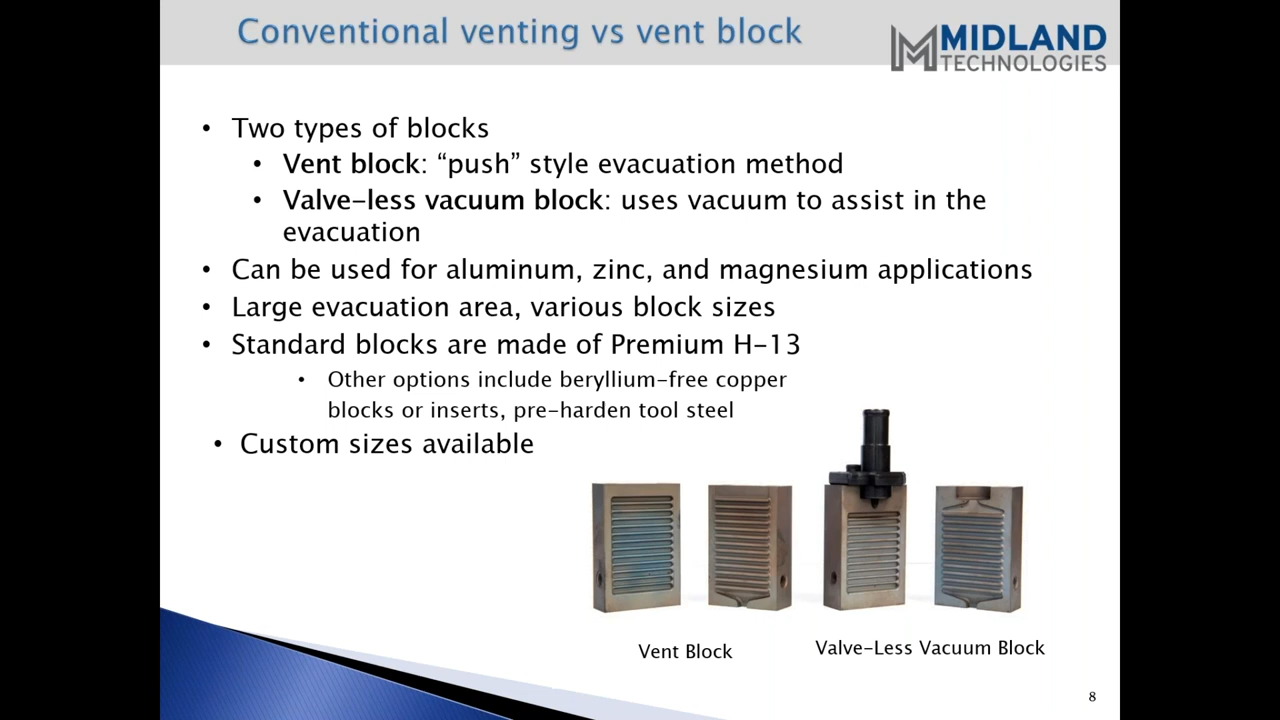 Conventional venting vs vent block
MIDLAND
TECHNOLOGIES
• Two types of blocks
• Vent block: “push” style evacuation method
• Valve-less vacuum block: uses vacuum to assist in the
evacuation
• Can be used for aluminum, zinc, and magnesium applications
• Large evacuation area, various block sizes
• Standard blocks are made of Premium H-13
• Other options include beryllium-free copper
blocks or inserts, pre-harden tool steel
• Custom sizes available
Vent Block
Valve-Less Vacuum Block
8